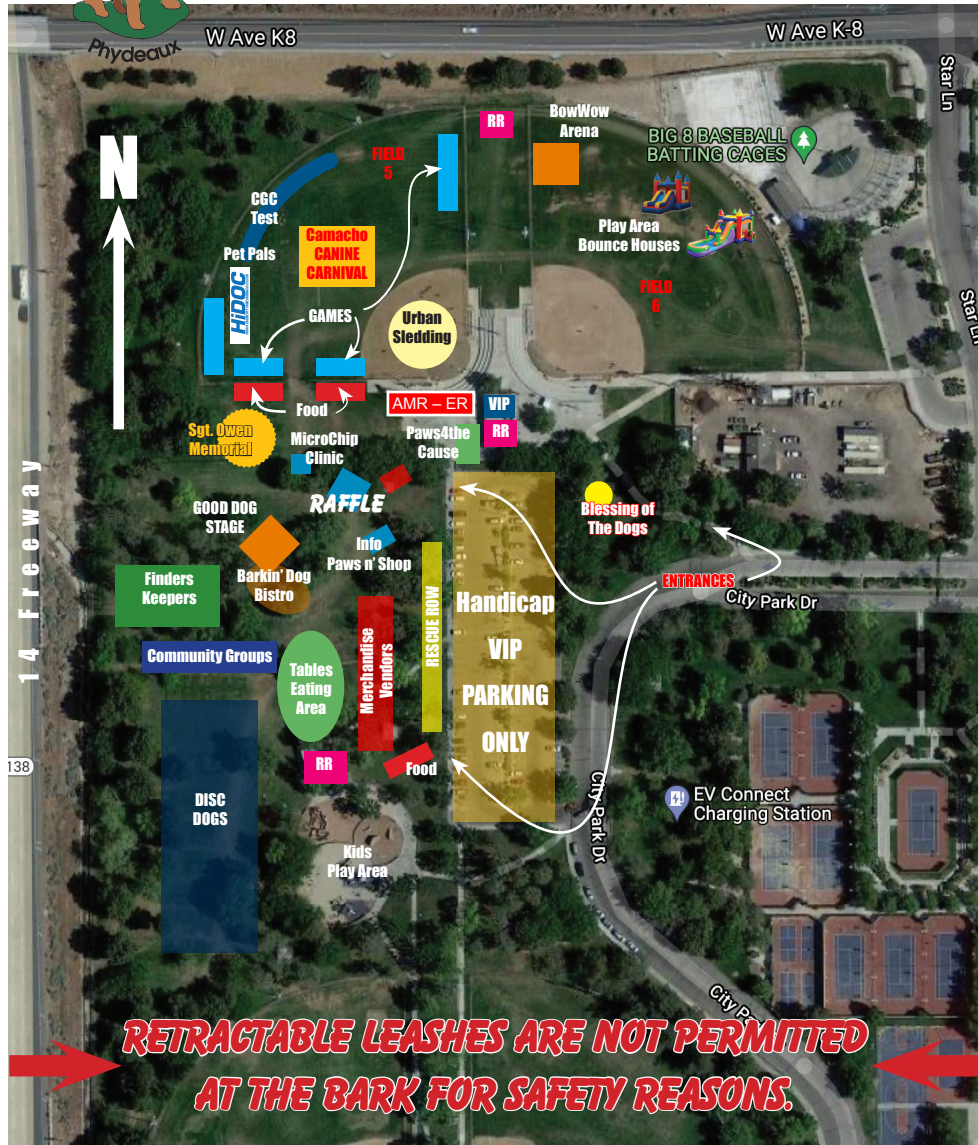 Phydeaux
W Ave K8
W Ave K-8
Star Ln
N
RR
BowWow
Arena
FIELD
5
BIG 8 BASEBALL
BATTING CAGES
CGC
Test
Pet Pals
Camacho
CANINE
CARNIVAL
Play Area
Bounce Houses
HiDOC
GAMES
Urban
Sledding
FIELD
6
Star Ln
Food
AMR – ER
VIP
RR
Sgt. Owen
Memorial
MicroChip
Clinic
Paws4the
Cause
RAFFLE
GOOD DOG
STAGE
Blessing of
The Dogs
Info
Paws n' Shop
14 Freeway
Finders
Keepers
Barkin' Dog
Bistro
ENTRANCES
City Park Dr
Handicap
VIP
PARKING
ONLY
RESCUE ROW
Merchandise
Vendors
Community Groups
Tables
Eating
Area
RR
Food
138
DISC
DOGS
EV Connect
Charging Station
City Park Dr
Kids
Play Area
City Pa
RETRACTABLE LEASHES ARE NOT PERMITTED
AT THE BARK FOR SAFETY REASONS.